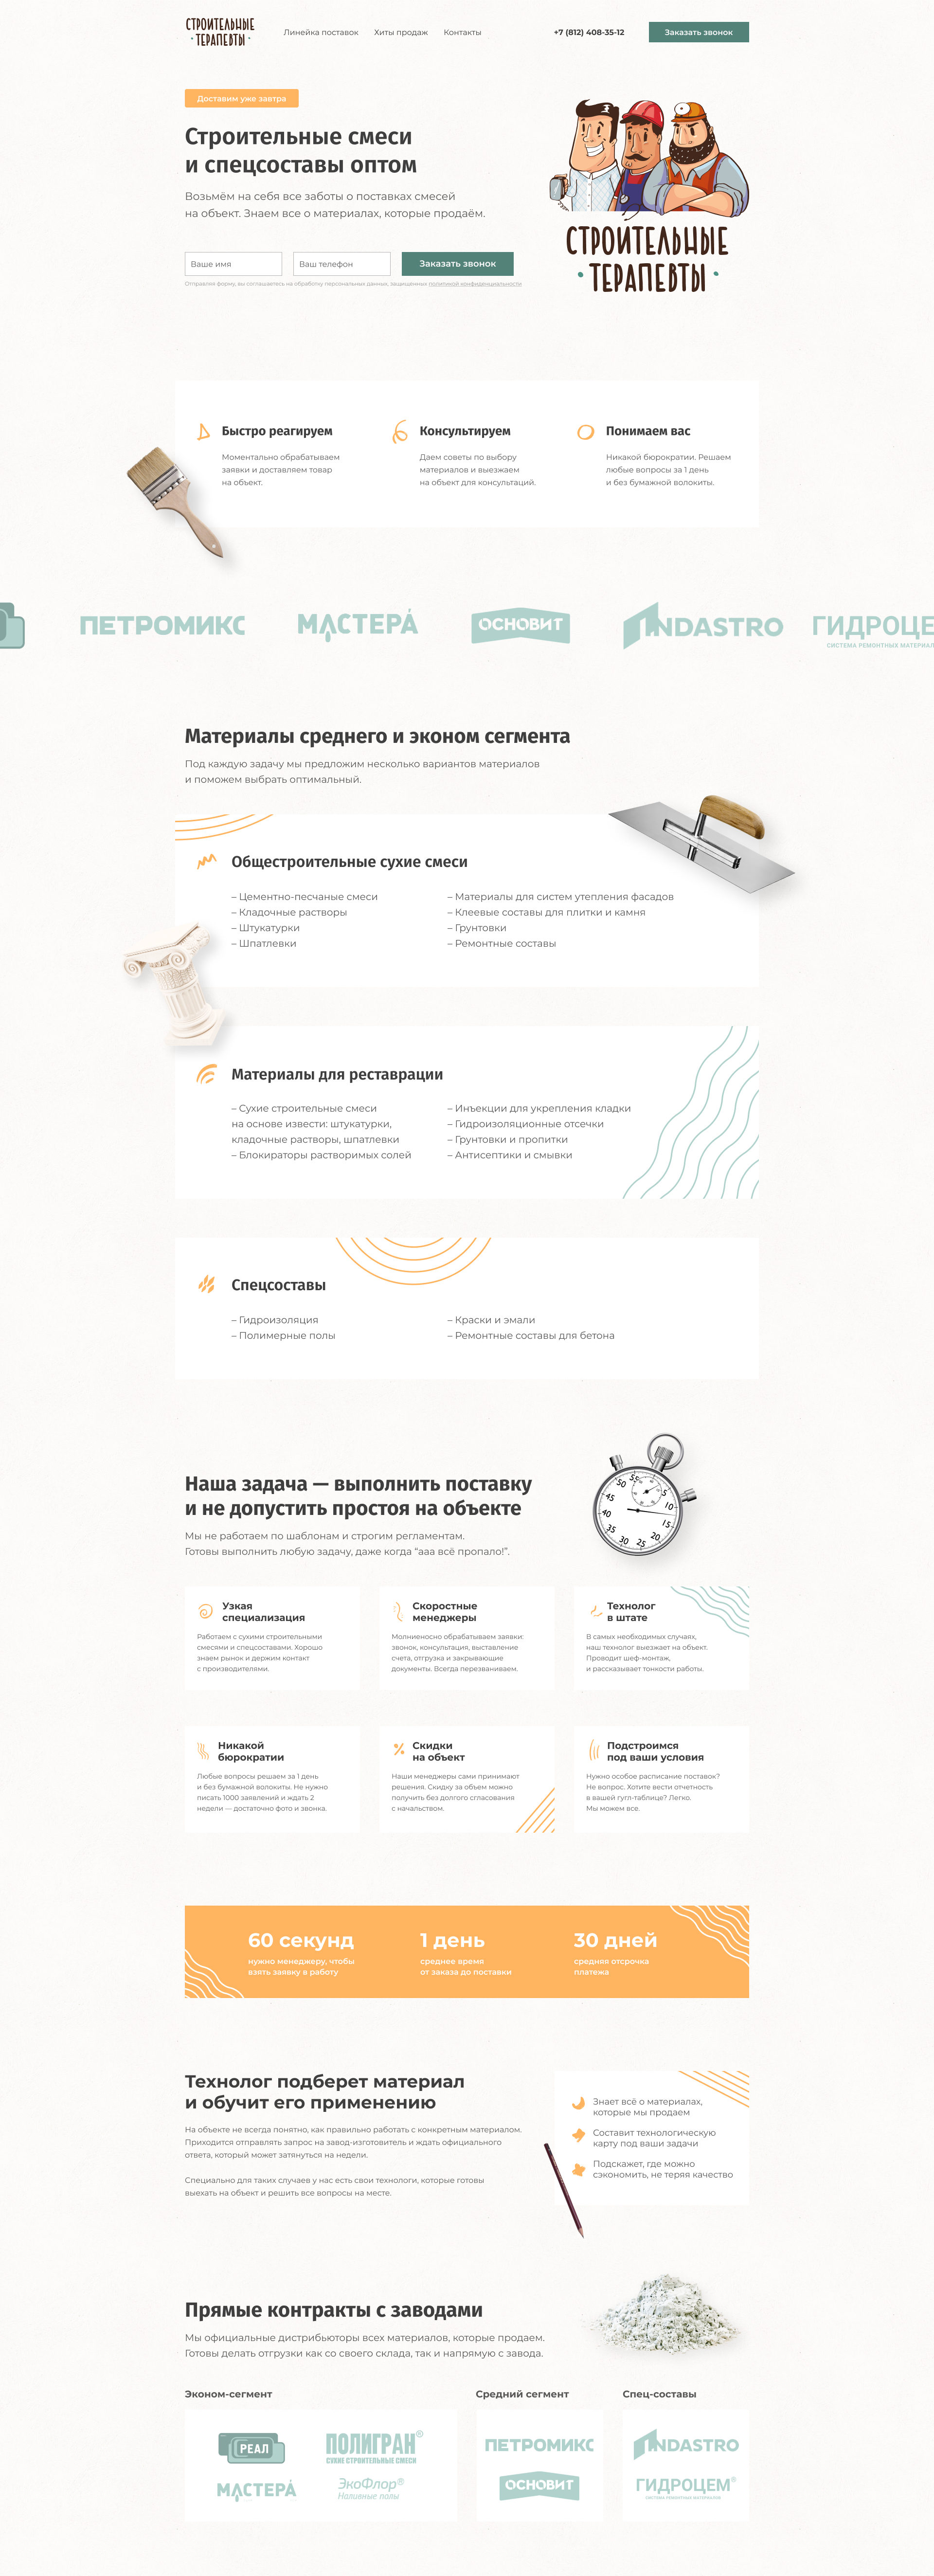 СТРОИТЕЛЬНЫЕ
ТЕРАПЕВТЫ
Линейка поставок
Хиты продаж
Контакты
+7 (812) 408-35-12
Заказать звонок
Доставим уже завтра
Строительные смеси
и спецсоставы оптом
Возьмём на себя все заботы о поставках смесей
на объект. Знаем все о материалах, которые продаём.
Ваше имя
Ваш телефон
Заказать звонок
Отправляя форму, вы соглашаетесь на обработку персональных данных, защищенных политикой конфиденциальности
СТРОИТЕЛЬНЫЕ
ТЕРАПЕВТЫ
Быстро реагируем
Моментально обрабатываем
заявки и доставляем товар
на объект.
Консультируем
Даем советы по выбору
материалов и выезжаем
на объект для консультаций.
Понимаем вас
Никакой бюрократии. Решаем
любые вопросы за 1 день
и без бумажной волокиты.
ПЕТРОМИКС
МАСТЕРА
ОСНОВИТ
INDASTRO
ГИДРОЦЕ
СИСТЕМА РЕМОНТНЫХ МАТЕРИАЛ
Материалы среднего и эконом сегмента
Под каждую задачу мы предложим несколько вариантов материалов
и поможем выбрать оптимальный.
Общестроительные сухие смеси
– Цементно-песчаные смеси
– Кладочные растворы
– Штукатурки
– Шпатлевки
– Материалы для систем утепления фасадов
– Клеевые составы для плитки и камня
– Грунтовки
– Ремонтные составы
Материалы для реставрации
– Сухие строительные смеси
на основе извести: штукатурки,
кладочные растворы, шпатлевки
– Блокираторы растворимых солей
– Инъекции для укрепления кладки
– Гидроизоляционные отсечки
– Грунтовки и пропитки
– Антисептики и смывки
Спецсоставы
– Гидроизоляция
– Полимерные полы
– Краски и эмали
– Ремонтные составы для бетона
Наша задача — выполнить поставку
и не допустить простоя на объекте
Мы не работаем по шаблонам и строгим регламентам.
Готовы выполнить любую задачу, даже когда “ааа всё пропало!”.
5
10
15
20
25
30
35
40
45
50
Узкая
специализация
Работаем с сухими строительными
смесями и спецсоставами. Хорошо
знаем рынок и держим контакт
с производителями.
Скоростные
менеджеры
Молниеносно обрабатываем заявки:
звонок, консультация, выставление
счета, отгрузка и закрывающие
документы. Всегда перезваниваем.
Технолог
в штате
В самых необходимых случаях,
наш технолог выезжает на объект.
Проводит шеф-монтаж,
и рассказывает тонкости работы.
Никакой
бюрократии
Любые вопросы решаем за 1 день
и без бумажной волокиты. Не нужно
писать 1000 заявлений и ждать 2
недели — достаточно фото и звонка.
Скидки
на объект
Наши менеджеры сами принимают
решения. Скидку за объем можно
получить без долгого сгласования
с начальством.
Подстроимся
под ваши условия
Нужно особое расписание поставок?
Не вопрос. Хотите вести отчетность
в вашей гугл-таблице? Легко.
Мы можем все.
60 секунд
нужно менеджеру, чтобы
взять заявку в работу
1 день
среднее время
от заказа до поставки
30 дней
средняя отсрочка
платежа
Технолог подберет материал
и обучит его применению
На объекте не всегда понятно, как правильно работать с конкретным материалом.
Приходится отправлять запрос на завод-изготовитель и ждать официального
ответа, который может затянуться на недели.
Специально для таких случаев у нас есть свои технологи, которые готовы
выехать на объект и решить все вопросы на месте.
Знает всё о материалах,
которые мы продаем
Составит технологическую
карту под ваши задачи
Подскажет, где можно
сэкономить, не теряя качество
Прямые контракты с заводами
Мы официальные дистрибьюторы всех материалов, которые продаем.
Готовы делать отгрузки как со своего склада, так и напрямую с завода.
Эконом-сегмент
РЕАЛ
ПОЛИГРАН®
СУХИЕ СТРОИТЕЛЬНЫЕ СМЕСИ
МАСТЕРА
ЭкоФлор®
Наливные полы
Средний сегмент
ПЕТРОМИКС
ОСНОВИТ
Спец-составы
INDASTRO
ГИДРОЦЕМ®
СИСТЕМА РЕМОНТНЫХ МАТЕРИАЛОВ